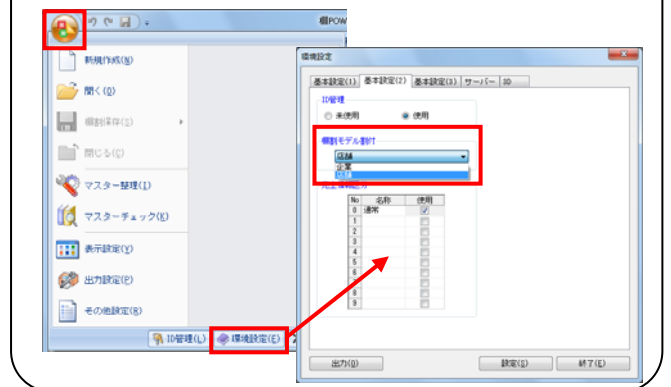 棚POW
新規作成(N)
開く(O)
棚割保存(S)
閉じる(C)
マスター整理(I)
マスターチェック(K)
表示設定(Y)
出力設定(P)
その他設定(R)
ID管理(L)
環境設定(E)
環境設定
基本設定(1)
基本設定(2)
基本設定(3)
サーバー
3D
ID管理
未使用
使用
棚割モデル割付
店舗
企業
店舗
No 名称 使用
0 通常
1
2
3
4
5
6
7
8
9
出力(O)
設定(S)
終了(E)